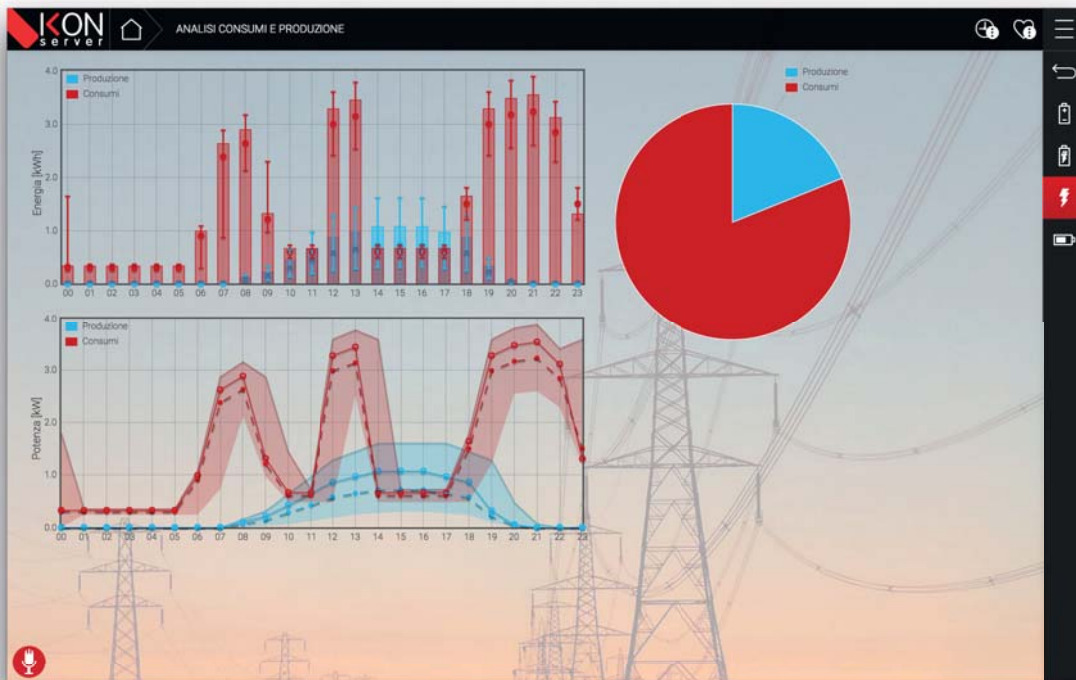 IKON
server
ANALISI CONSUMI E PRODUZIONE
Produzione
Consumi
Energia [kWh]
4.0
3.0
2.0
1.0
0.0
00 01 02 03 04 05 06 07 08 09 10 11 12 13 14 15 16 17 18 19 20 21 22 23
Produzione
Consumi
Produzione
Consumi
Potenza [kW]
4.0
3.0
2.0
1.0
0.0
00 01 02 03 04 05 06 07 08 09 10 11 12 13 14 15 16 17 18 19 20 21 22 23